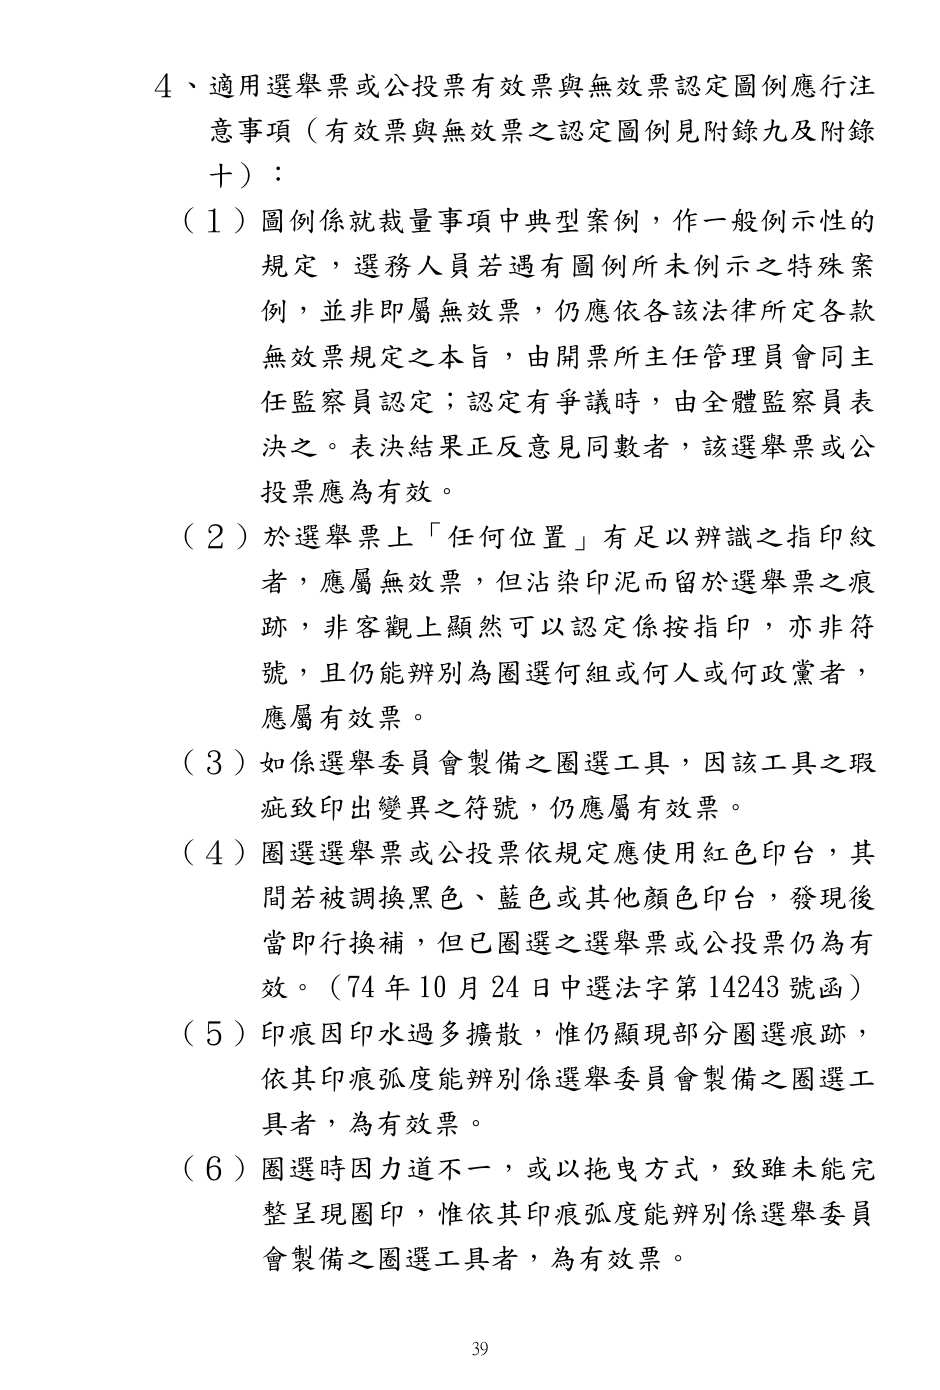 ４、適用選舉票或公投票有效票與無效票認定圖例應行注
意事項（有效票與無效票之認定圖例見附錄九及附錄
十）：
（１）圖例係就裁量事項中典型案例，作一般例示性的
規定，選務人員若遇有圖例所未例示之特殊案
例，並非即屬無效票，仍應依各該法律所定各款
無效票規定之本旨，由開票所主任管理員會同主
任監察員認定；認定有爭議時，由全體監察員表
決之。表決結果正反意見同數者，該選舉票或公
投票應為有效。
（２）於選舉票上「任何位置」有足以辨識之指印紋
者，應屬無效票，但沾染印泥而留於選舉票之痕
跡，非客觀上顯然可以認定係按指印，亦非符
號，且仍能辨別為圈選何組或何人或何政黨者，
應屬有效票。
（３）如係選舉委員會製備之圈選工具，因該工具之瑕
疵致印出變異之符號，仍應屬有效票。
（４）圈選選舉票或公投票依規定應使用紅色印台，其
間若被調換黑色、藍色或其他顏色印台，發現後
當即行換補，但已圈選之選舉票或公投票仍為有
效。（74 年 10 月 24 日中選法字第 14243 號函）
（５）印痕因印水過多擴散，惟仍顯現部分圈選痕跡，
依其印痕弧度能辨別係選舉委員會製備之圈選工
具者，為有效票。
（６）圈選時因力道不一，或以拖曳方式，致雖未能完
整呈現圈印，惟依其印痕弧度能辨別係選舉委員
會製備之圈選工具者，為有效票。
39